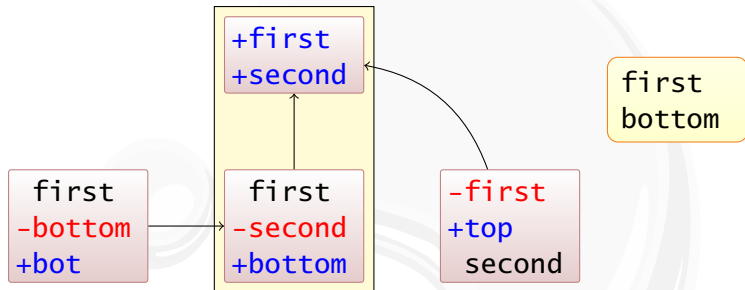 +first
+second
first
bottom
first
-bottom
+bot
first
-second
+bottom
-first
+top
second